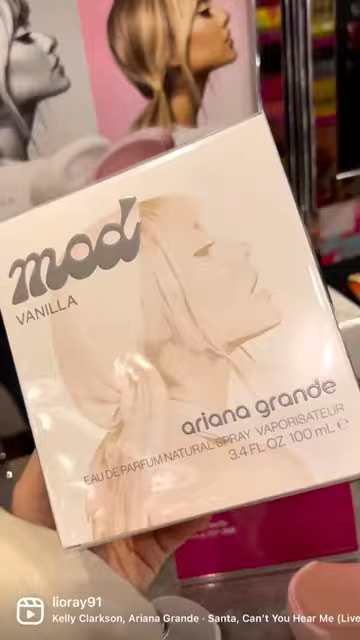 mod
VANILLA
ariana grande
EAU DE PARFUM NATURAL SPRAY VAPORISATEUR
3.4 FL OZ 100 mL ℮
lioray91
Kelly Clarkson, Ariana Grande · Santa, Can't You Hear Me (Live